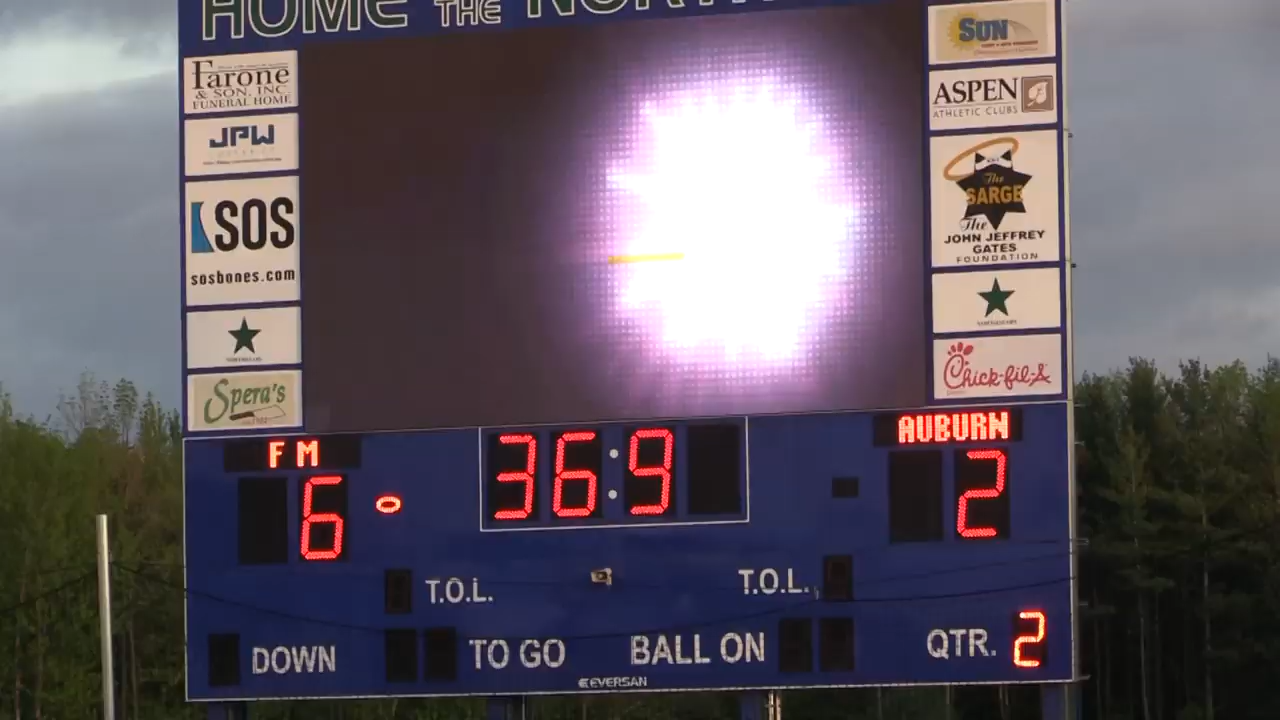 HOME OF THE NORTH
Farone
& SON, INC
FUNERAL HOME
JPW
SOS
sosbones.com
Spera's
SUN
ASPEN
ATHLETIC CLUBS
The
SARGE
The
JOHN JEFFREY
GATES
FOUNDATION
Chick-fil-A
FM
36:9
AUBURN
6
2
T.O.L.
T.O.L.
DOWN
TO GO
BALL ON
QTR. 2
EVERSAN